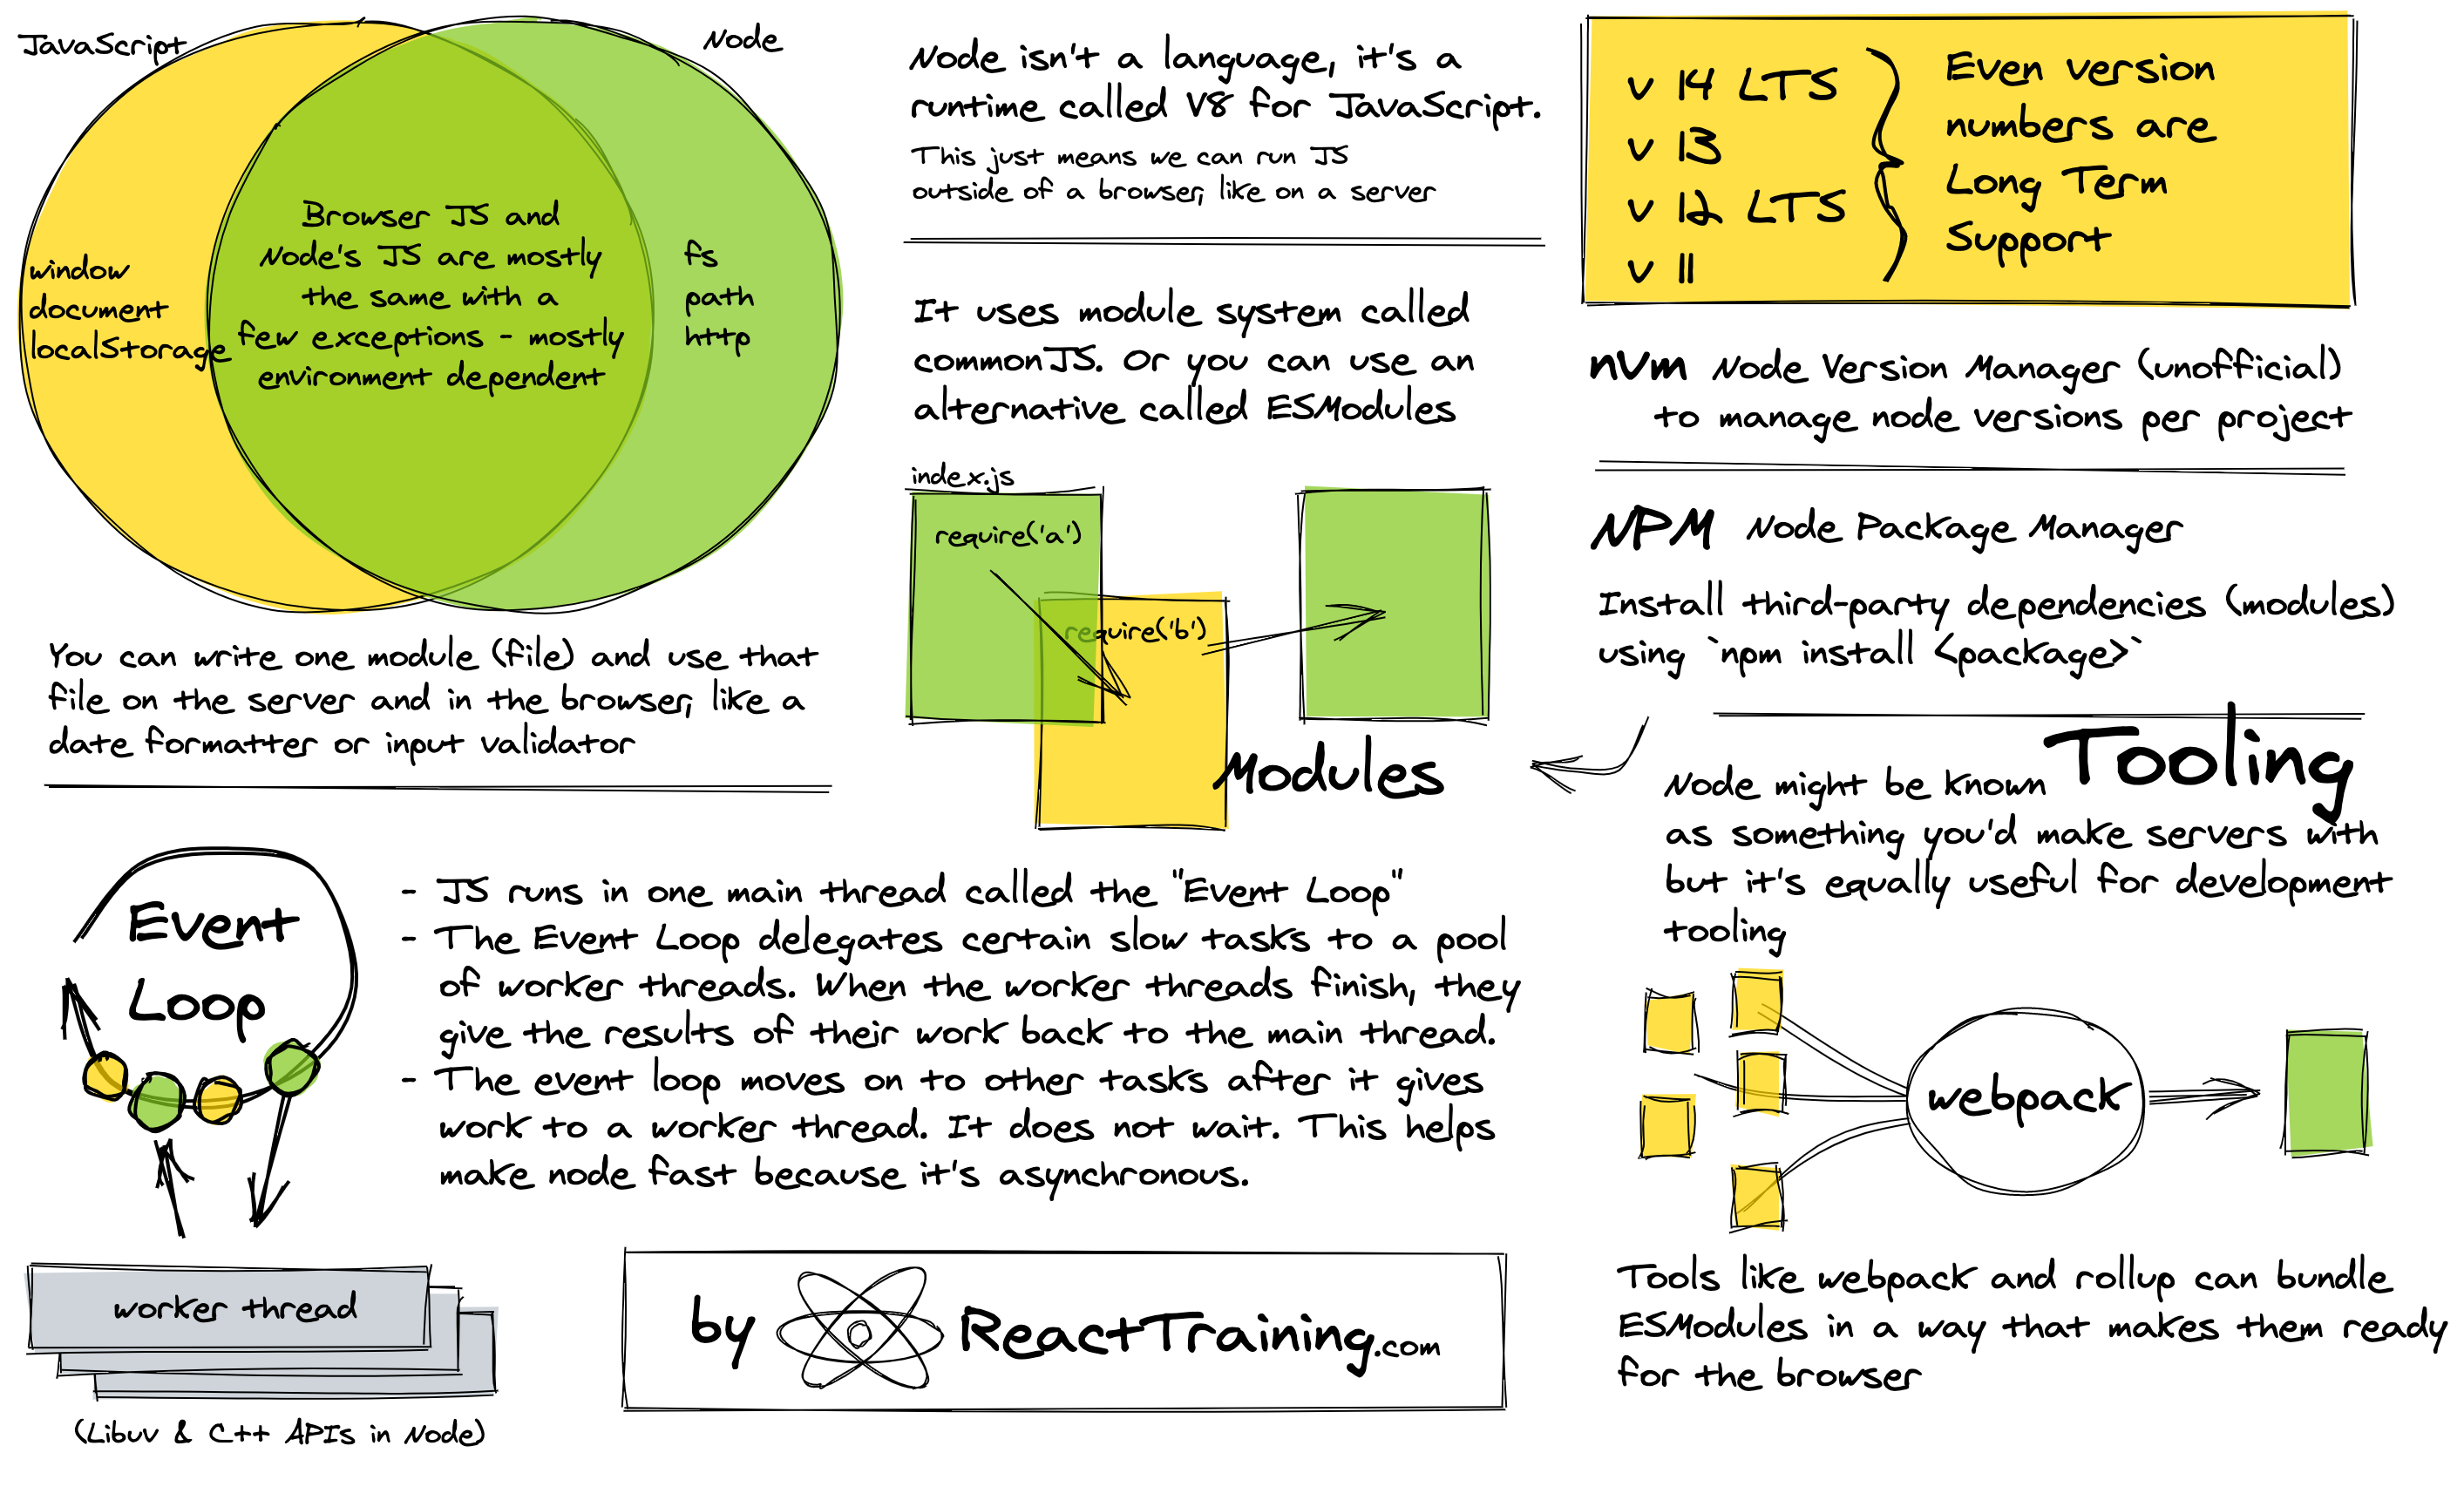 JavaScript
Node
Browser JS and
Node's JS are mostly
the same with a
few exceptions - mostly
environment dependent
window
document
localStorage
fs
path
http
You can write one module (file) and use that
file on the server and in the browser, like a
date formatter or input validator
Node isn't a language, it's a
runtime called V8 for JavaScript.
This just means we can run JS
outside of a browser, like on a server
It uses module system called
commonJS. Or you can use an
alternative called ESModules
index.js
require('a')
require('b')
Modules
v 14 LTS
v 13
v 12 LTS
v 11
Even version
numbers are
Long Term
Support
nvm Node Version Manager (unofficial)
to manage node versions per project
NPM Node Package Manager
Install third-party dependencies (modules)
using `npm install <package>`
Tooling
Node might be known
as something you'd make servers with
but it's equally useful for development
tooling
webpack
Tools like webpack and rollup can bundle
ESModules in a way that makes them ready
for the browser
Event
Loop
- JS runs in one main thread called the "Event Loop"
- The Event Loop delegates certain slow tasks to a pool
of worker threads. When the worker threads finish, they
give the results of their work back to the main thread.
- The event loop moves on to other tasks after it gives
work to a worker thread. It does not wait. This helps
make node fast because it's asynchronous.
worker thread
(Libuv & C++ APIs in Node)
by ReactTraining.com